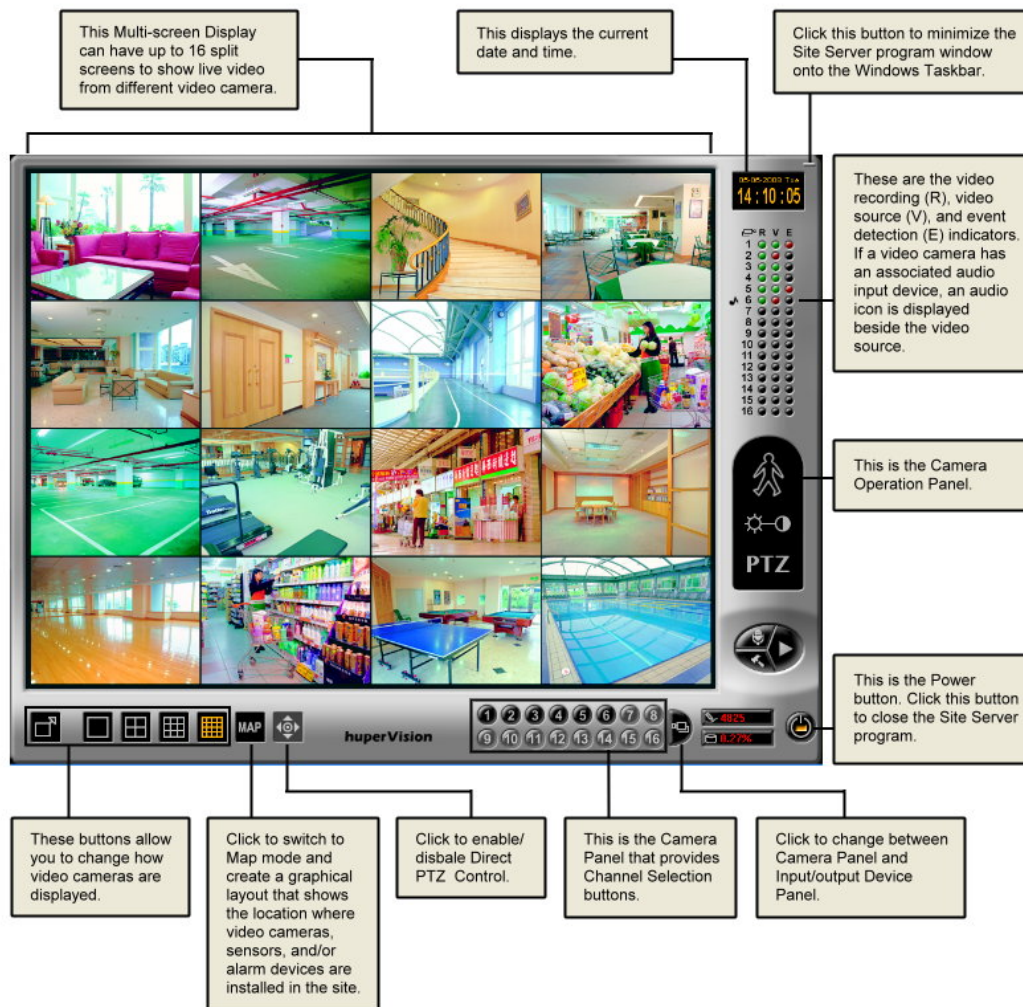 This Multi-screen Display
can have up to 16 split
screens to show live video
from different video camera.
This displays the current
date and time.
Click this button to minimize the
Site Server program window
onto the Windows Taskbar.
14:10:05
R V E
1
2
3
4
5
6
7
8
9
10
11
12
13
14
15
16
These are the video
recording (R), video
source (V), and event
detection (E) indicators.
If a video camera has
an associated audio
input device, an audio
icon is displayed
beside the video
source.
This is the Camera
Operation Panel.
PTZ
This is the Power
button. Click this button
to close the Site Server
program.
MAP
huperVision
1 2 3 4 5 6 7 8
9 10 11 12 13 14 15 16
4825
0.27%
These buttons allow
you to change how
video cameras are
displayed.
Click to switch to
Map mode and
create a graphical
layout that shows
the location where
video cameras,
sensors, and/or
alarm devices are
installed in the site.
Click to enable/
disbale Direct
PTZ Control.
This is the Camera
Panel that provides
Channel Selection
buttons.
Click to change between
Camera Panel and
Input/output Device
Panel.